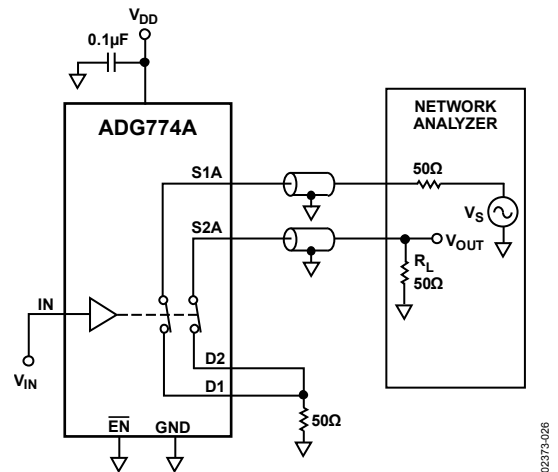 VDD
0.1µF
ADG774A
NETWORK
ANALYZER
S1A
50Ω
VS
S2A
VOUT
RL
50Ω
IN
D2
VIN
D1
50Ω
EN GND
02373-026